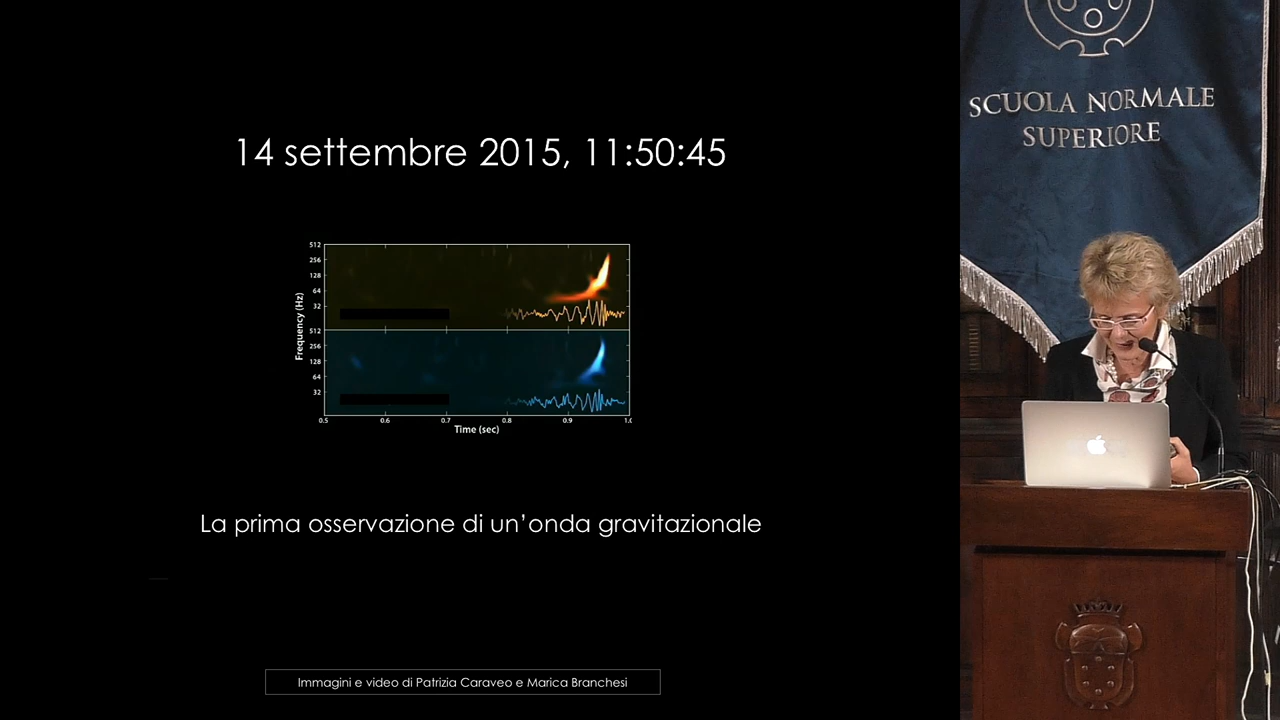 14 settembre 2015, 11:50:45
512
256
128
64
32
512
256
128
64
32
Frequency (Hz)
0.5 0.6 0.7 0.8 0.9 1.0
Time (sec)
La prima osservazione di un'onda gravitazionale
Immagini e video di Patrizia Caraveo e Marica Branchesi
SCUOLA NORMALE
SUPERIORE